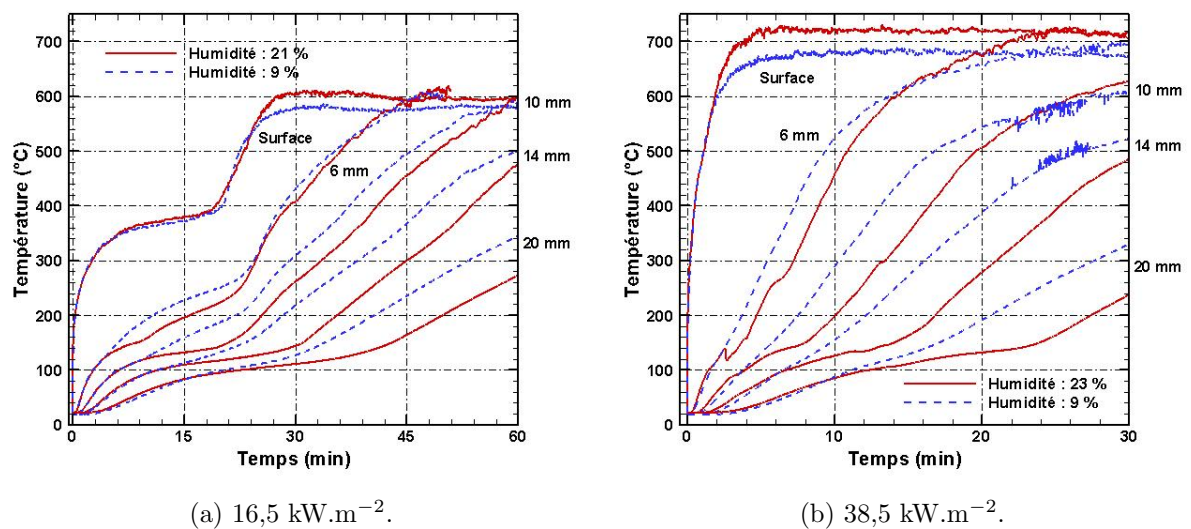 700
600
500
400
300
200
100
0
Température (°C)
Humidité : 21 %
Humidité : 9 %
Surface
6 mm
10 mm
14 mm
20 mm
0 15 30 45 60
Temps (min)
(a) 16,5 kW.m−2.
700
600
500
400
300
200
100
0
Température (°C)
Surface
6 mm
10 mm
14 mm
20 mm
Humidité : 23 %
Humidité : 9 %
0 10 20 30
Temps (min)
(b) 38,5 kW.m−2.